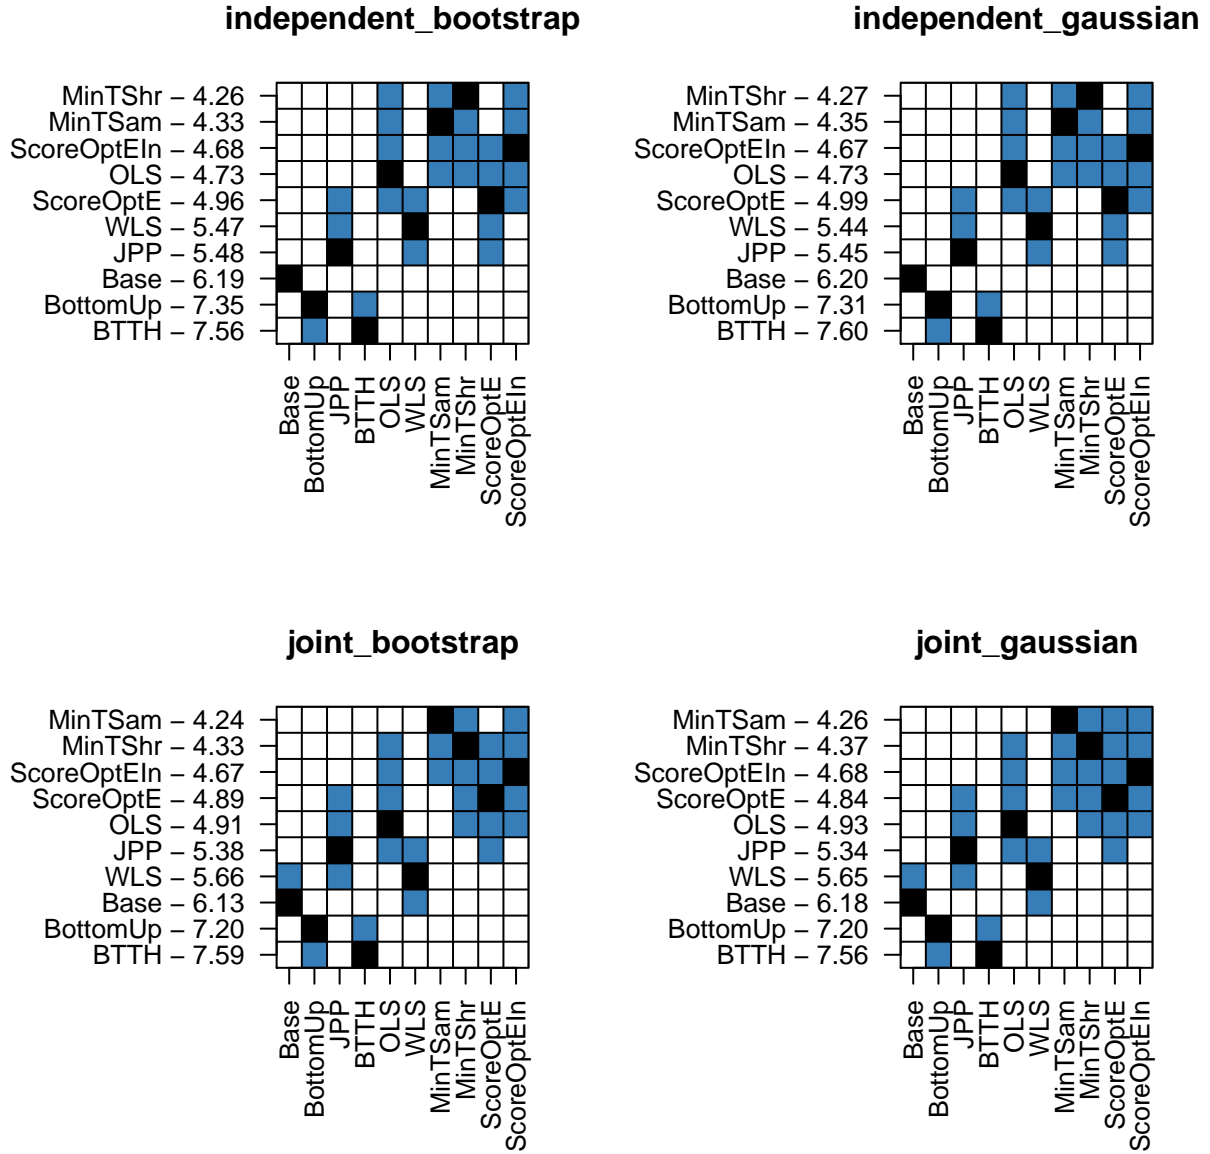 independent_bootstrap
MinTShr − 4.26
MinTSam − 4.33
ScoreOptEIn − 4.68
OLS − 4.73
ScoreOptE − 4.96
WLS − 5.47
JPP − 5.48
Base − 6.19
BottomUp − 7.35
BTTH − 7.56
Base
BottomUp
JPP
BTTH
OLS
WLS
MinTSam
MinTShr
ScoreOptE
ScoreOptEIn
independent_gaussian
MinTShr − 4.27
MinTSam − 4.35
ScoreOptEIn − 4.67
OLS − 4.73
ScoreOptE − 4.99
WLS − 5.44
JPP − 5.45
Base − 6.20
BottomUp − 7.31
BTTH − 7.60
Base
BottomUp
JPP
BTTH
OLS
WLS
MinTSam
MinTShr
ScoreOptE
ScoreOptEIn
joint_bootstrap
MinTSam − 4.24
MinTShr − 4.33
ScoreOptEIn − 4.67
ScoreOptE − 4.89
OLS − 4.91
JPP − 5.38
WLS − 5.66
Base − 6.13
BottomUp − 7.20
BTTH − 7.59
Base
BottomUp
JPP
BTTH
OLS
WLS
MinTSam
MinTShr
ScoreOptE
ScoreOptEIn
joint_gaussian
MinTSam − 4.26
MinTShr − 4.37
ScoreOptEIn − 4.68
ScoreOptE − 4.84
OLS − 4.93
JPP − 5.34
WLS − 5.65
Base − 6.18
BottomUp − 7.20
BTTH − 7.56
Base
BottomUp
JPP
BTTH
OLS
WLS
MinTSam
MinTShr
ScoreOptE
ScoreOptEIn